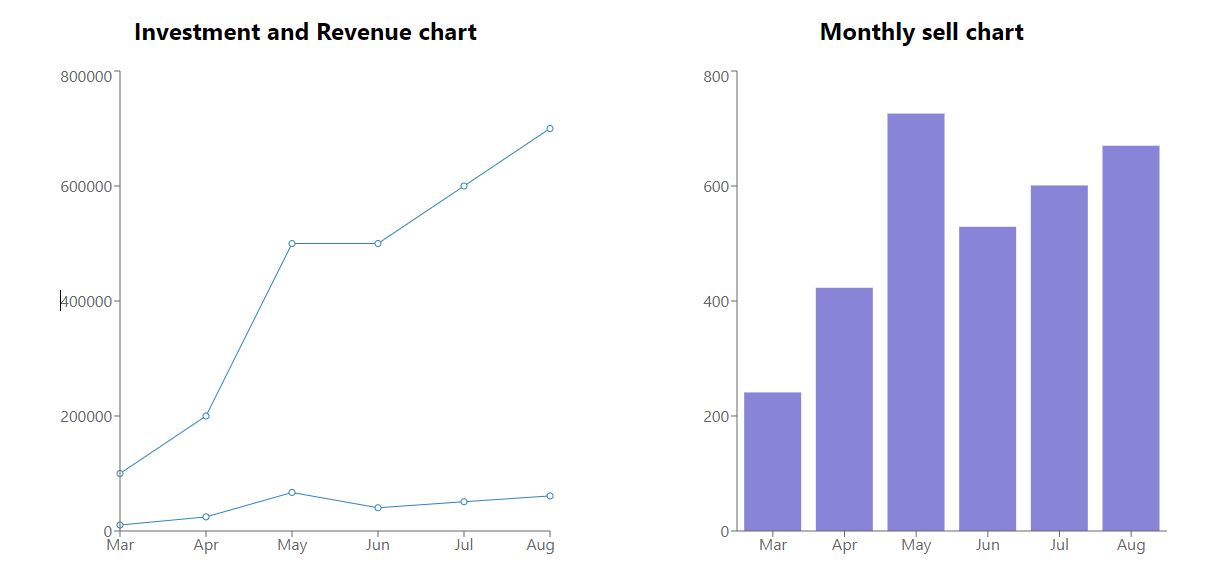 Investment and Revenue chart
800000
600000
400000
200000
0
Mar Apr May Jun Jul Aug
Monthly sell chart
800
600
400
200
0
Mar Apr May Jun Jul Aug